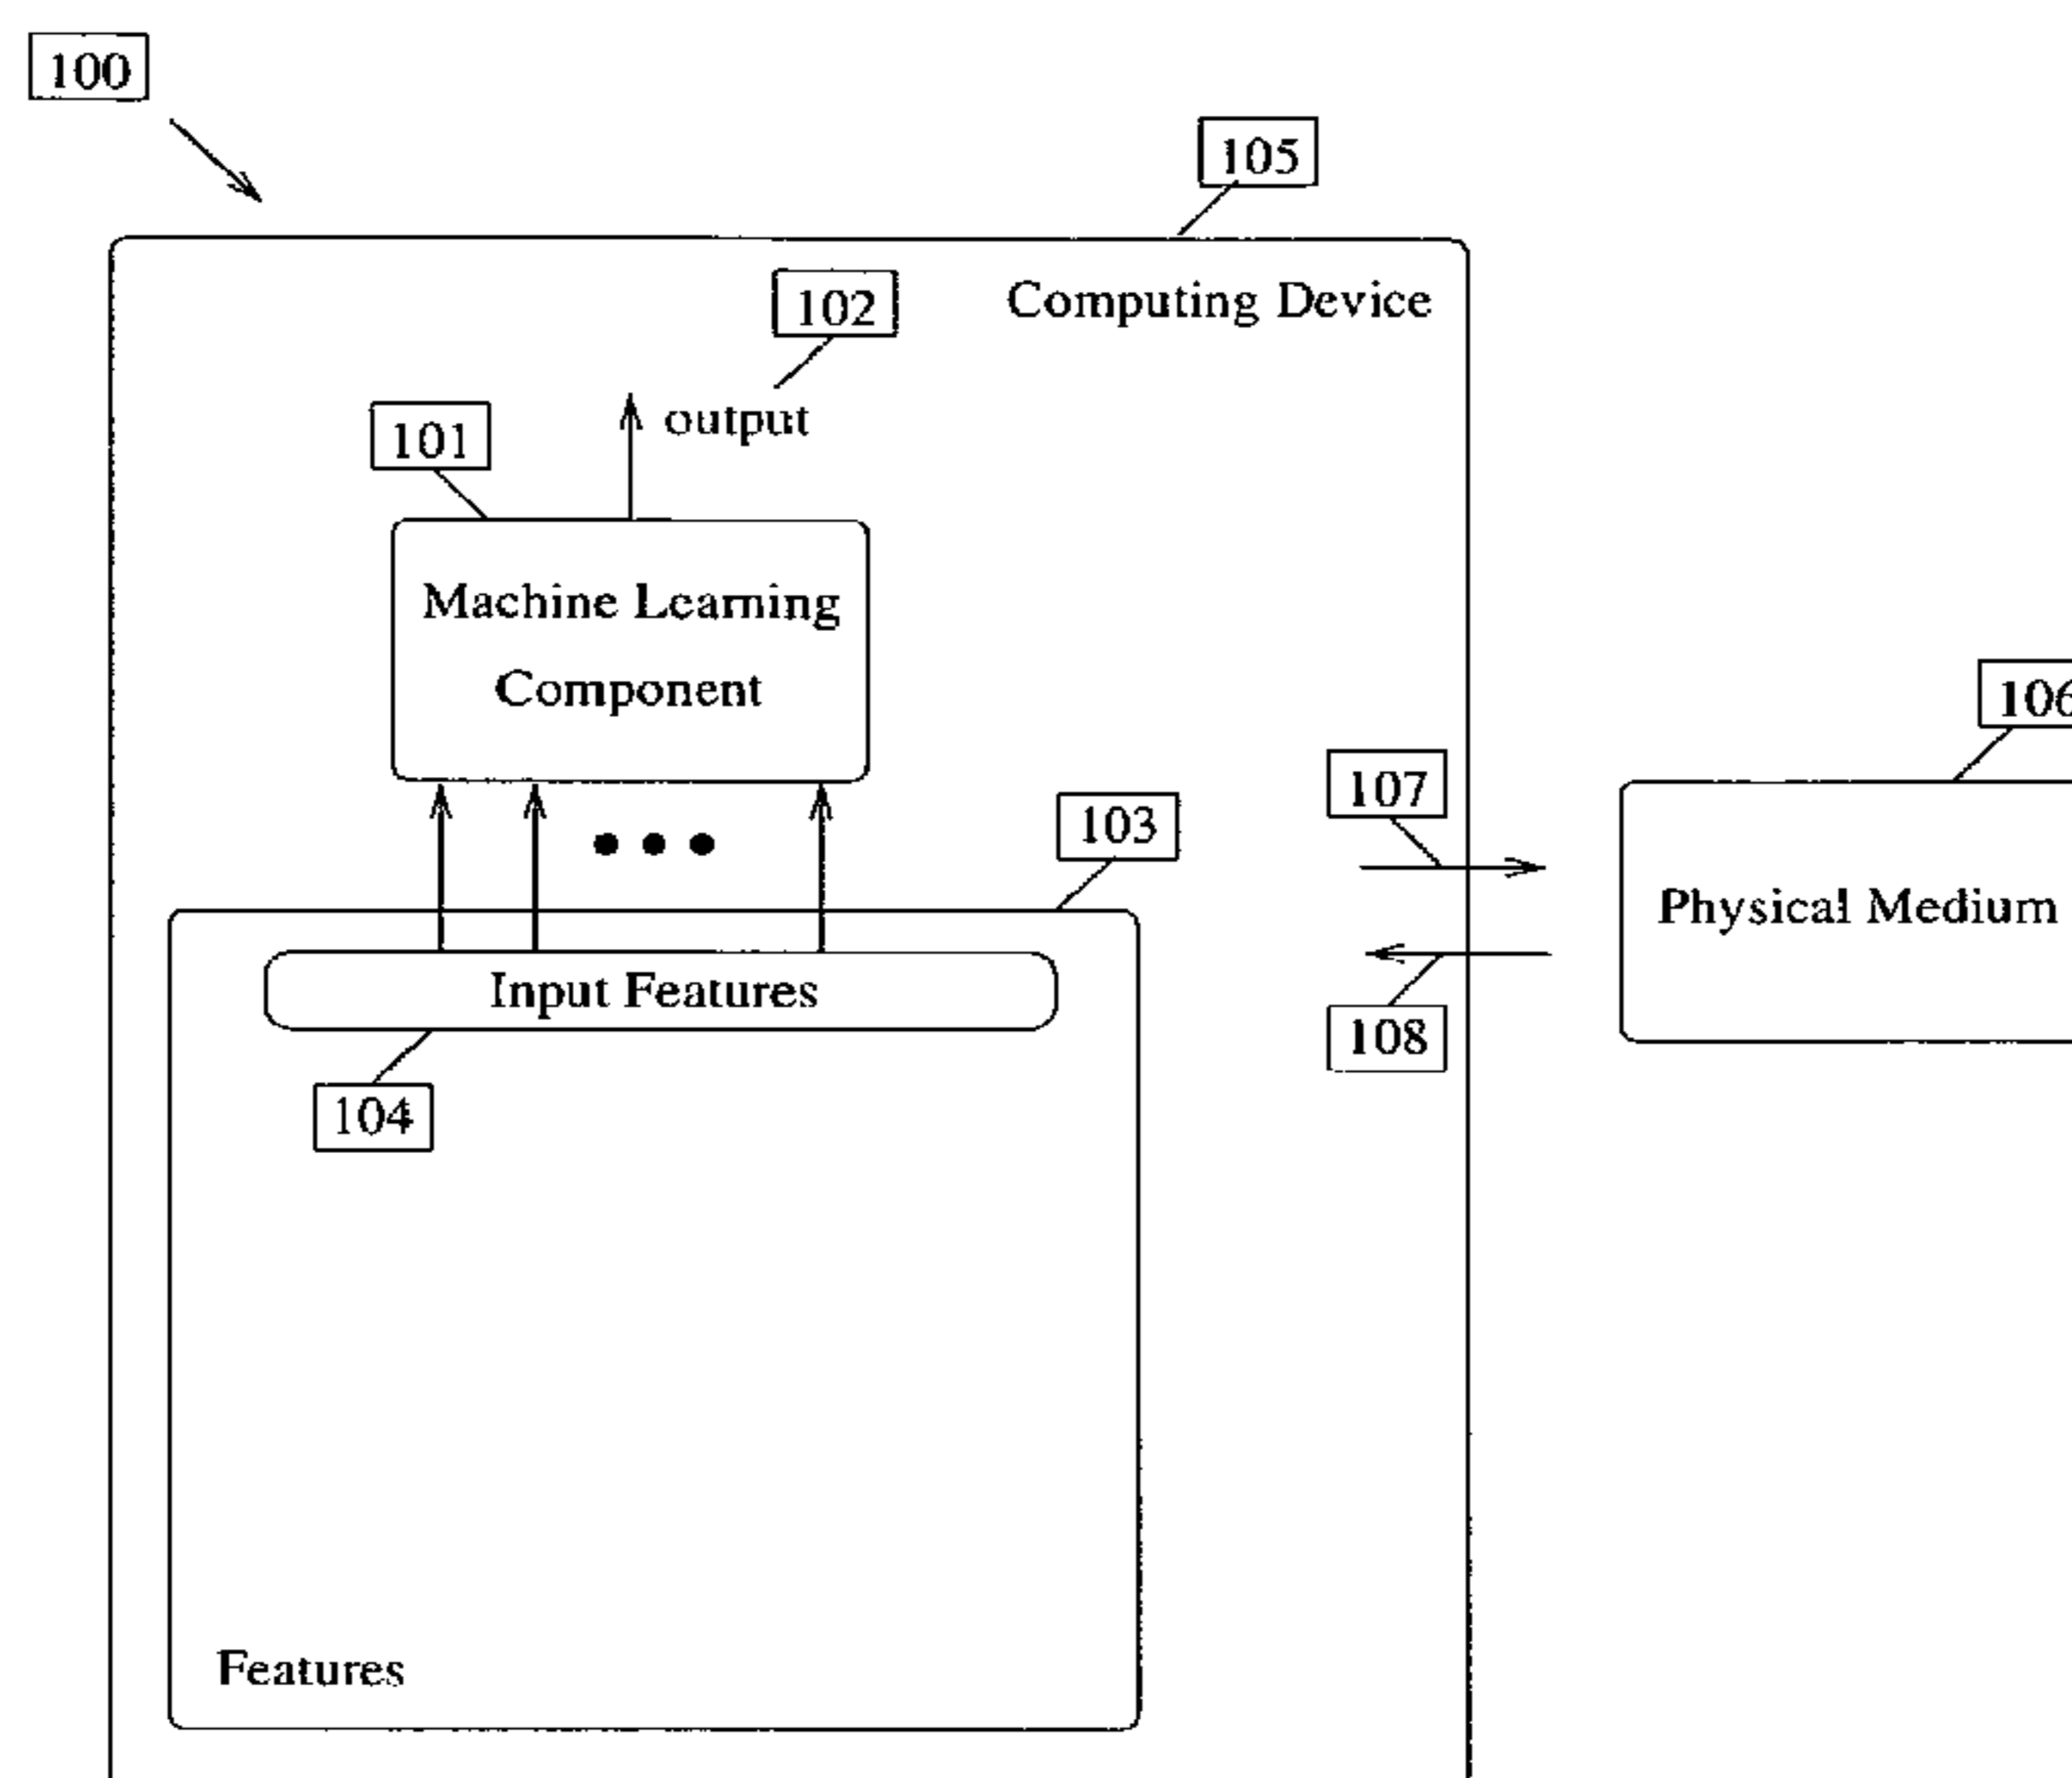 100
105
Computing Device
102
output
101
Machine Learning
Component
106
107
103
Physical Medium
Input Features
108
104
Features